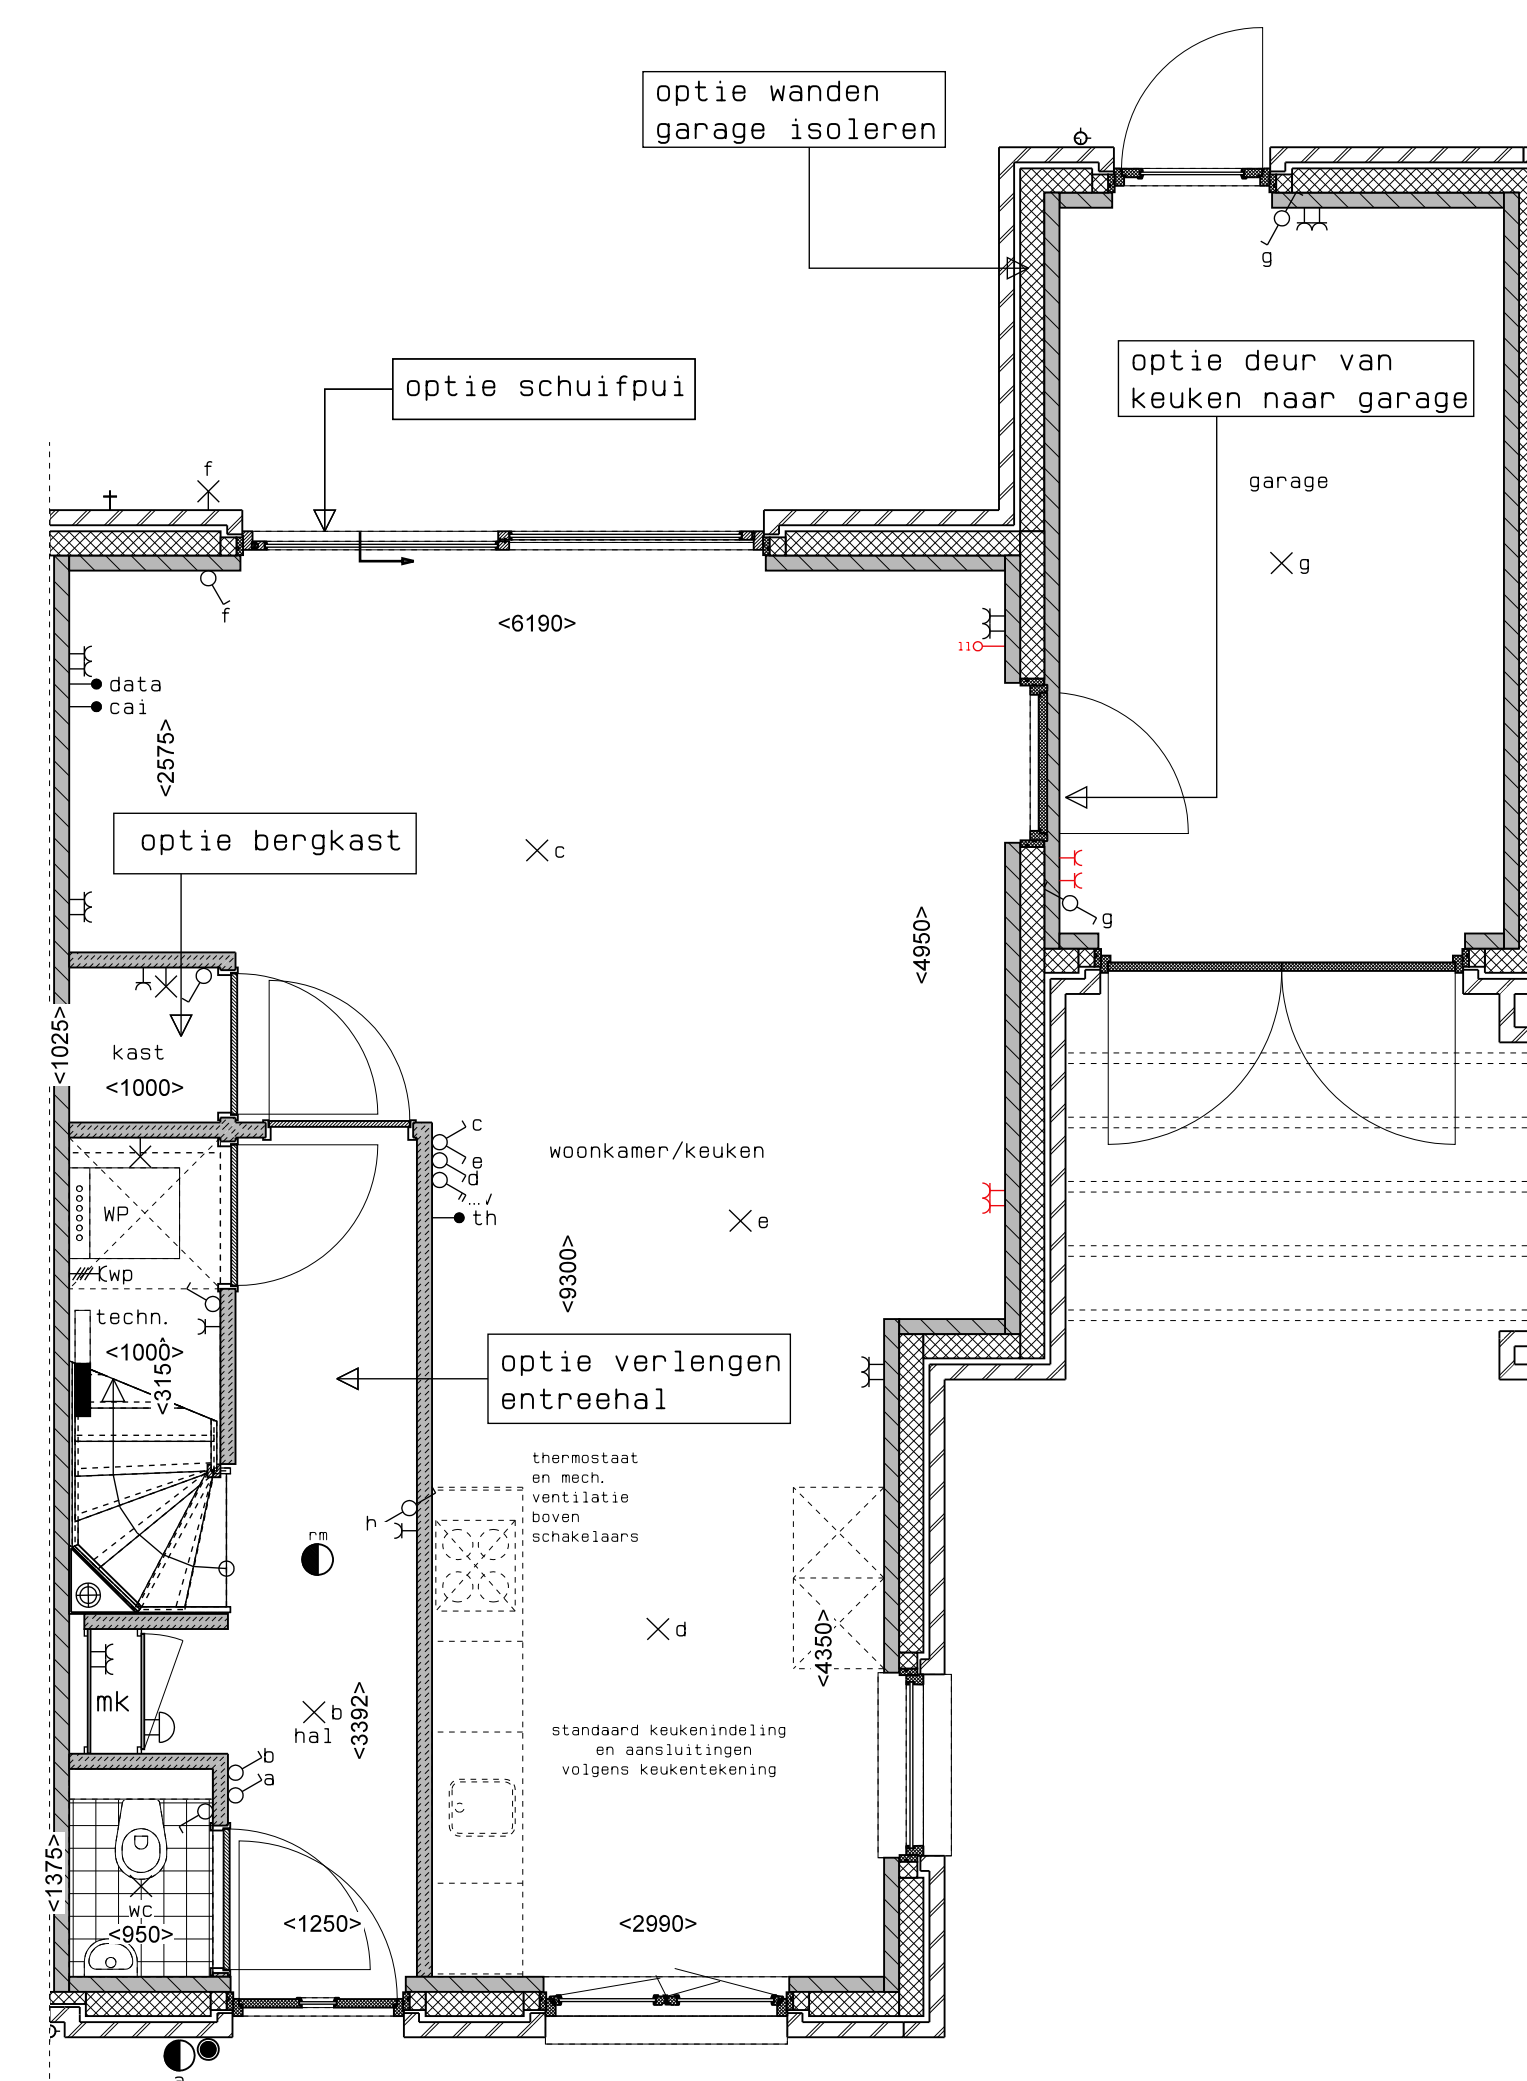 optie wanden
garage isoleren
g
optie deur van
keuken naar garage
optie schuifpui
f
garage
g
f
<6190>
110
data
cai
<2575>
optie bergkast
c
g
<4950>
kast
<1025>
<1000>
c
e
d
th
woonkamer/keuken
e
WP
wp
<9300>
techn.
<1000>
<3150>
optie verlengen
entreehal
thermostaat
en mech.
ventilatie
boven
schakelaars
h
rm
d
<4350>
mk
b
hal
<3392>
standaard keukenindeling
en aansluitingen
volgens keukentekening
b
a
<1375>
wc
<950>
<1250>
<2990>
a